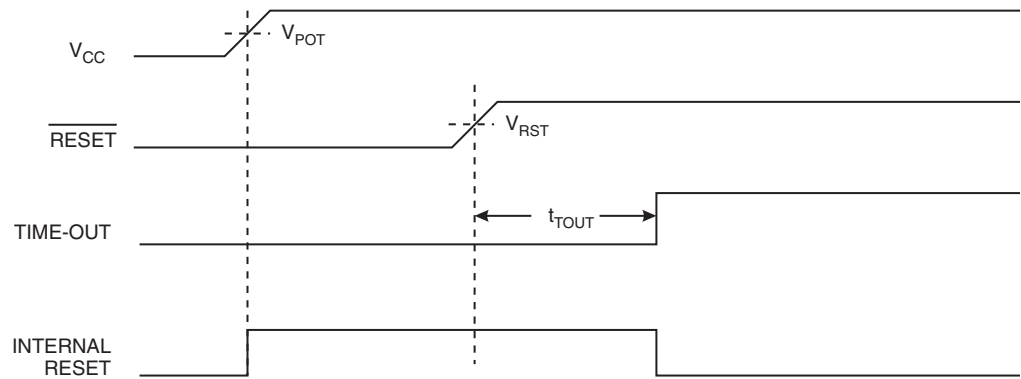 V_CC
V_POT
RESET
V_RST
TIME-OUT
t_TOUT
INTERNAL
RESET